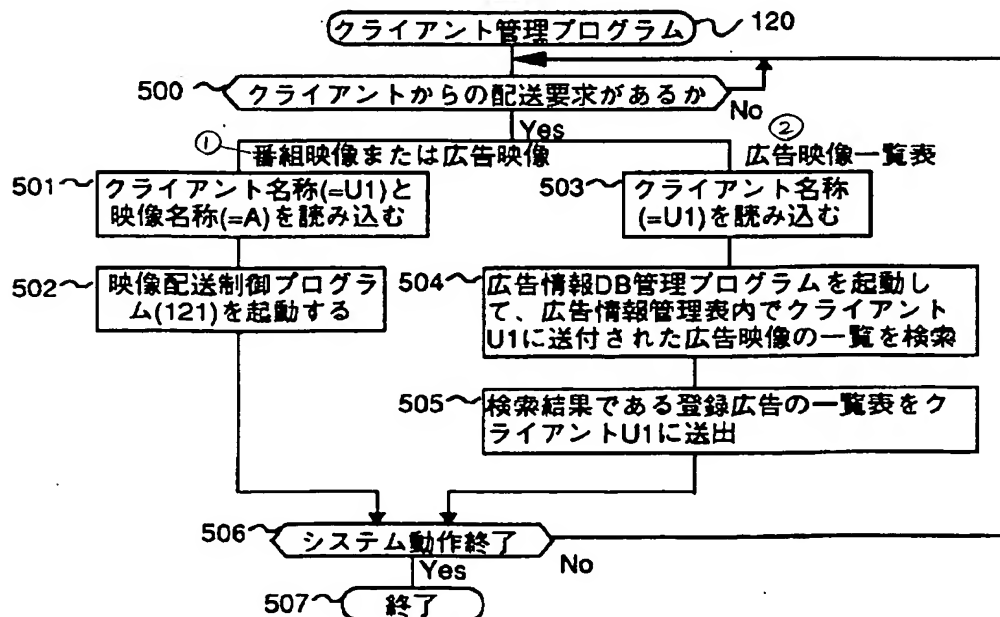 クライアント管理プログラム
120
500
クライアントからの配送要求があるか
No
Yes
①
番組映像または広告映像
②
広告映像一覧表
501
クライアント名称(=U1)と
映像名称(=A)を読み込む
503
クライアント名称
(=U1)を読み込む
502
映像配送制御プログラ
ム(121)を起動する
504
広告情報DB管理プログラムを起動し
て、広告情報管理表内でクライアント
U1に送付された広告映像の一覧を検索
505
検索結果である登録広告の一覧表をク
ライアントU1に送出
506
システム動作終了
No
Yes
507
終了